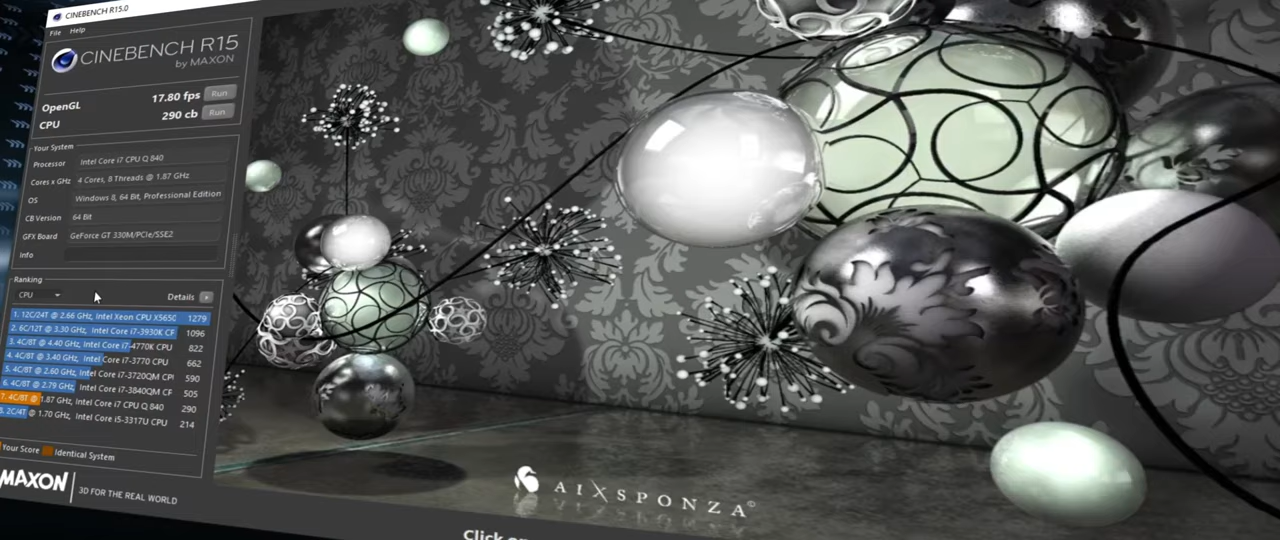 CINEBENCH R15.0
File Help
CINEBENCH R15
by MAXON
OpenGL 17.80 fps Run
CPU 290 cb Run
Your System
Processor Intel Core i7 CPU Q 840
Cores x GHz 4 Cores, 8 Threads @ 1.87 GHz
OS Windows 8, 64 Bit, Professional Edition
CB Version 64 Bit
GFX Board GeForce GT 330M/PCIe/SSE2
Info
Ranking
CPU Details
1. 12C/24T @ 2.66 GHz, Intel Xeon CPU X5650 1279
2. 6C/12T @ 3.30 GHz, Intel Core i7-3930K CP 1096
3. 4C/8T @ 4.40 GHz, Intel Core i7-4770K CPU 822
4. 4C/8T @ 3.40 GHz, Intel Core i7-3770 CPU 662
5. 4C/8T @ 2.60 GHz, Intel Core i7-3720QM CP 590
6. 4C/8T @ 2.79 GHz, Intel Core i7-3840QM CP 505
7. 4C/8T @ 1.87 GHz, Intel Core i7 CPU Q 840 290
2C/4T @ 1.70 GHz, Intel Core i5-3317U CPU 214
Your Score Identical System
MAXON 3D FOR THE REAL WORLD
AIXSPONZA©
Click